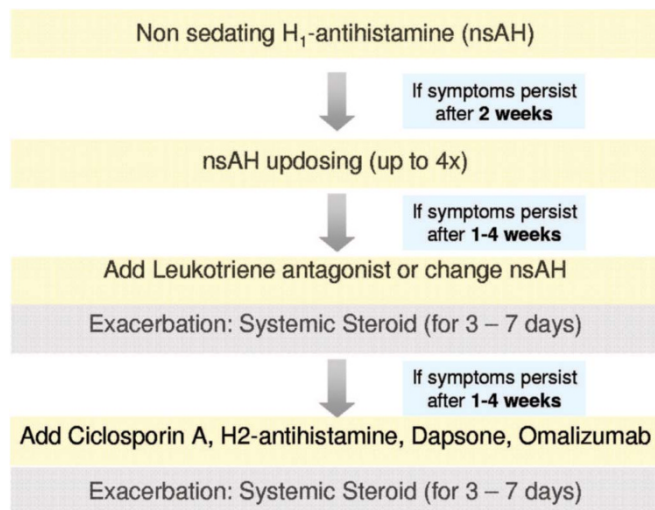 Non sedating H₁-antihistamine (nsAH)
If symptoms persist
after 2 weeks
nsAH updosing (up to 4x)
If symptoms persist
after 1-4 weeks
Add Leukotriene antagonist or change nsAH
Exacerbation: Systemic Steroid (for 3 – 7 days)
If symptoms persist
after 1-4 weeks
Add Ciclosporin A, H2-antihistamine, Dapsone, Omalizumab
Exacerbation: Systemic Steroid (for 3 – 7 days)